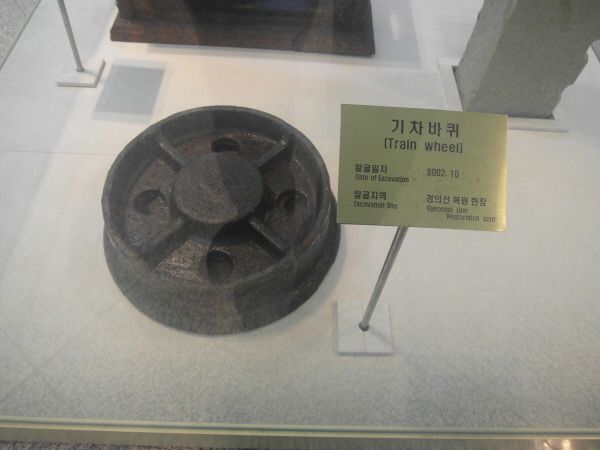 기차바퀴
(Train wheel)
발굴일자 2002. 10
Date of Excavation
발굴지역 경의선 복원 현장
Excavation Site Gyeongui Line
Restoration spot